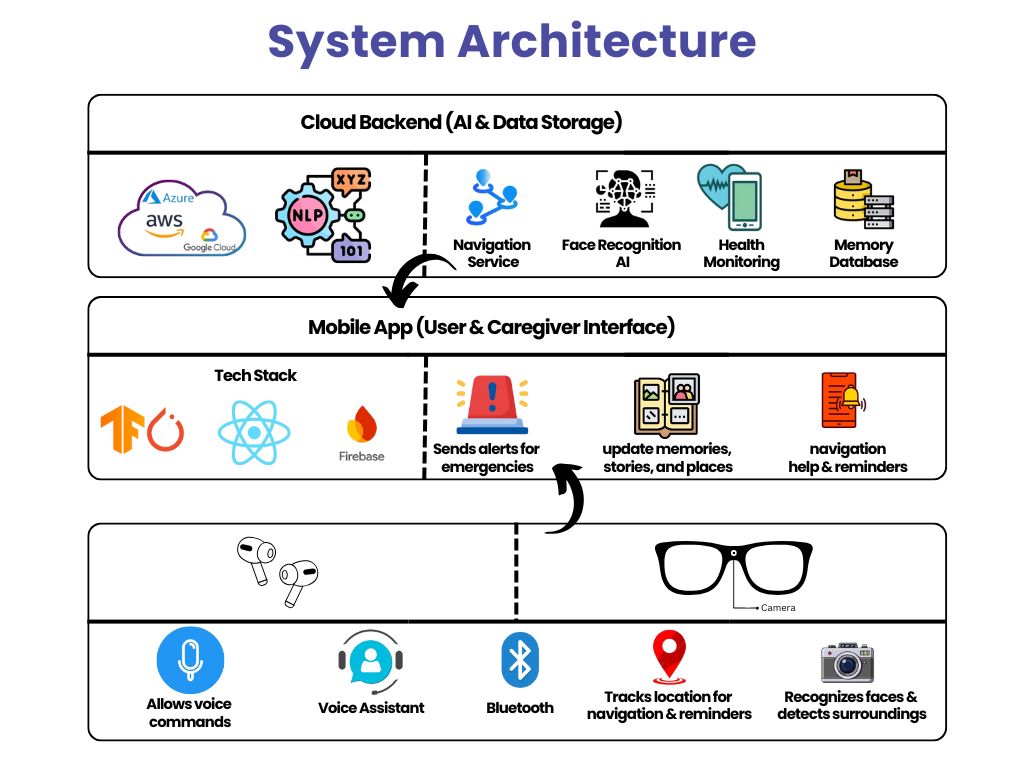 System Architecture
Cloud Backend (AI & Data Storage)
Azure
aws
Google Cloud
NLP
XYZ
101
Navigation
Service
Face Recognition
AI
Health
Monitoring
Memory
Database
Mobile App (User & Caregiver Interface)
Tech Stack
Firebase
!
Sends alerts for
emergencies
update memories,
stories, and places
navigation
help & reminders
Camera
Allows voice
commands
Voice Assistant
Bluetooth
Tracks location for
navigation & reminders
Recognizes faces &
detects surroundings